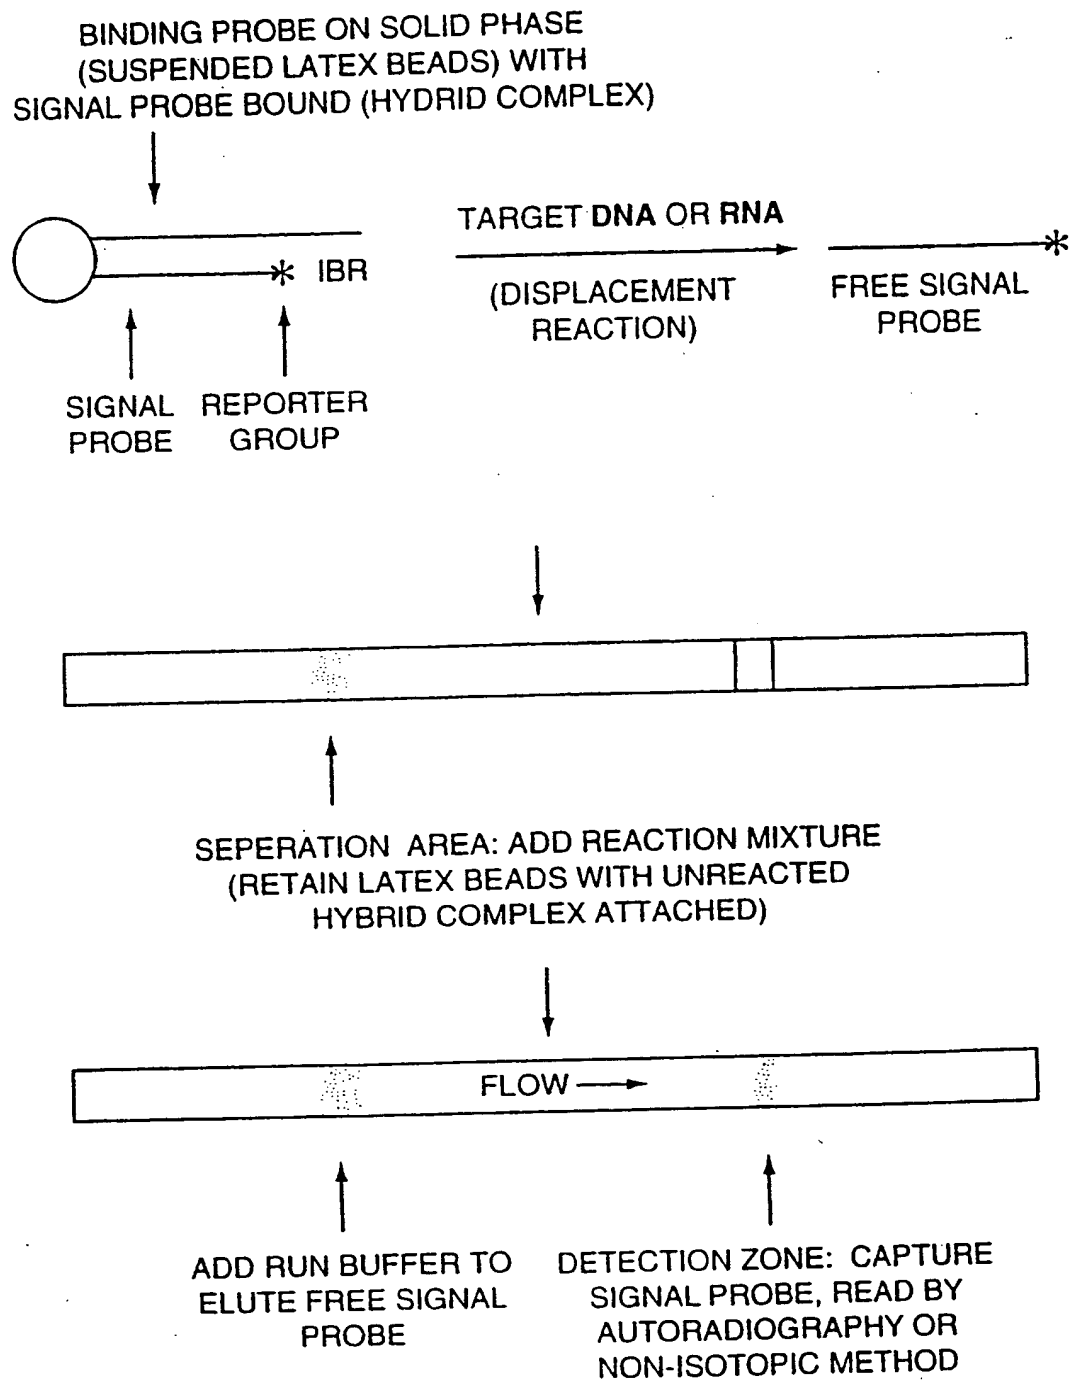 BINDING PROBE ON SOLID PHASE
(SUSPENDED LATEX BEADS) WITH
SIGNAL PROBE BOUND (HYDRID COMPLEX)
IBR
TARGET DNA OR RNA
(DISPLACEMENT
REACTION)
FREE SIGNAL
PROBE
SIGNAL
PROBE
REPORTER
GROUP
SEPERATION AREA: ADD REACTION MIXTURE
(RETAIN LATEX BEADS WITH UNREACTED
HYBRID COMPLEX ATTACHED)
FLOW
ADD RUN BUFFER TO
ELUTE FREE SIGNAL
PROBE
DETECTION ZONE: CAPTURE
SIGNAL PROBE, READ BY
AUTORADIOGRAPHY OR
NON-ISOTOPIC METHOD